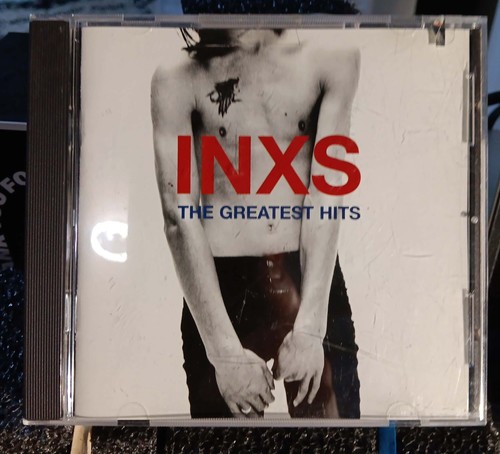 INXS
THE GREATEST HITS